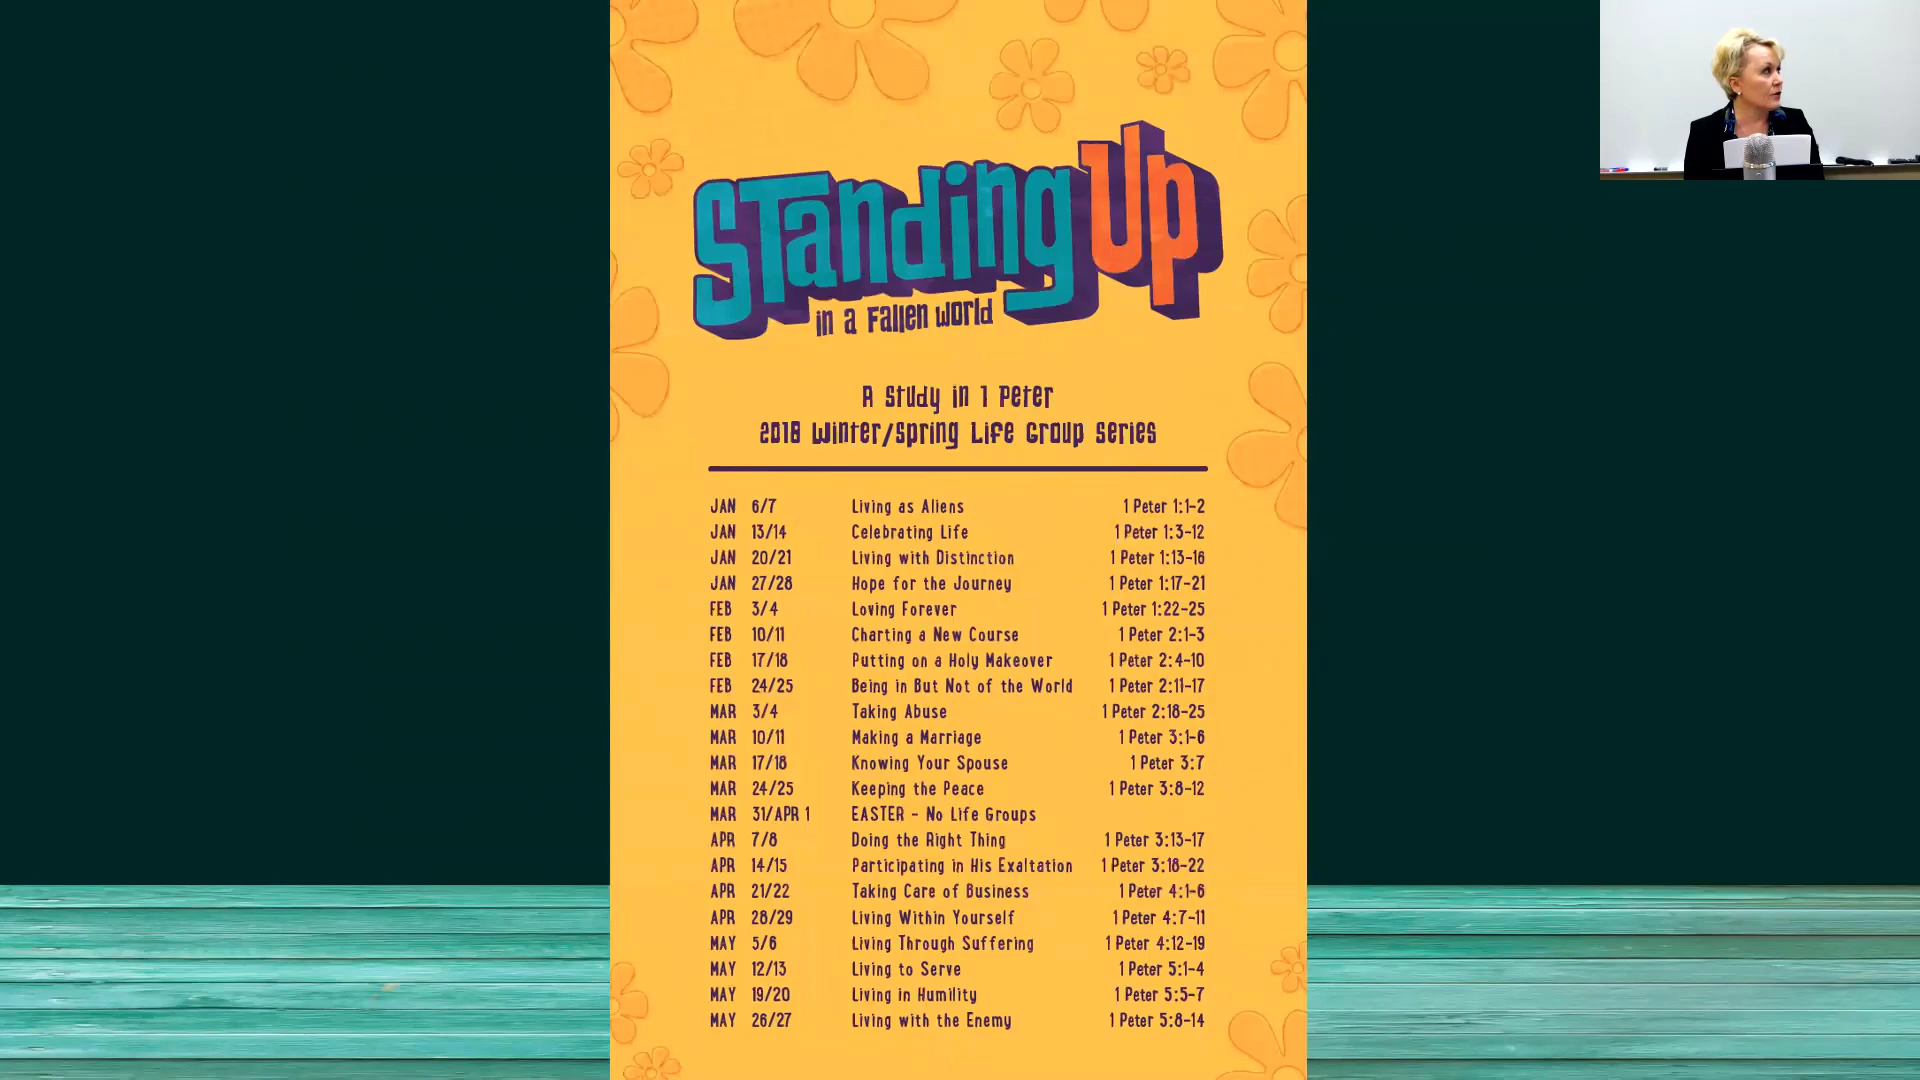 Standing Up
in a Fallen World
A Study in 1 Peter
2018 Winter/Spring Life Group Series
JAN 6/7 Living as Aliens 1 Peter 1:1-2
JAN 13/14 Celebrating Life 1 Peter 1:3-12
JAN 20/21 Living with Distinction 1 Peter 1:13-16
JAN 27/28 Hope for the Journey 1 Peter 1:17-21
FEB 3/4 Loving Forever 1 Peter 1:22-25
FEB 10/11 Charting a New Course 1 Peter 2:1-3
FEB 17/18 Putting on a Holy Makeover 1 Peter 2:4-10
FEB 24/25 Being in But Not of the World 1 Peter 2:11-17
MAR 3/4 Taking Abuse 1 Peter 2:18-25
MAR 10/11 Making a Marriage 1 Peter 3:1-6
MAR 17/18 Knowing Your Spouse 1 Peter 3:7
MAR 24/25 Keeping the Peace 1 Peter 3:8-12
MAR 31/APR 1 EASTER - No Life Groups
APR 7/8 Doing the Right Thing 1 Peter 3:13-17
APR 14/15 Participating in His Exaltation 1 Peter 3:18-22
APR 21/22 Taking Care of Business 1 Peter 4:1-6
APR 28/29 Living Within Yourself 1 Peter 4:7-11
MAY 5/6 Living Through Suffering 1 Peter 4:12-19
MAY 12/13 Living to Serve 1 Peter 5:1-4
MAY 19/20 Living in Humility 1 Peter 5:5-7
MAY 26/27 Living with the Enemy 1 Peter 5:8-14